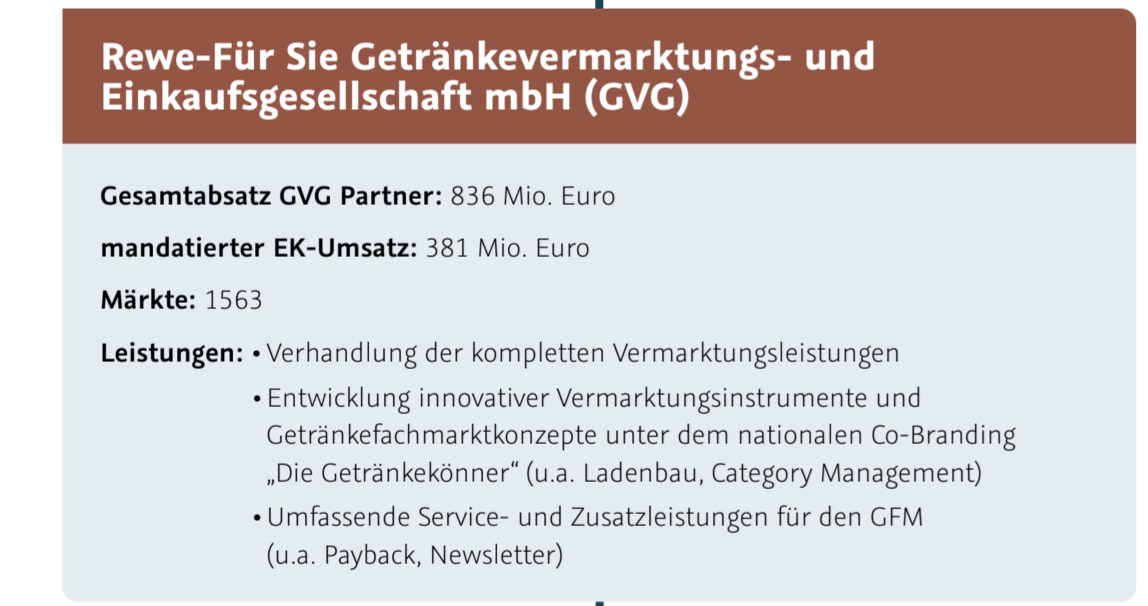 Rewe-Für Sie Getränkevermarktungs- und
Einkaufsgesellschaft mbH (GVG)
Gesamtabsatz GVG Partner: 836 Mio. Euro
mandatierter EK-Umsatz: 381 Mio. Euro
Märkte: 1563
Leistungen: • Verhandlung der kompletten Vermarktungsleistungen
• Entwicklung innovativer Vermarktungsinstrumente und
Getränkefachmarktkonzepte unter dem nationalen Co-Branding
„Die Getränkekönner“ (u.a. Ladenbau, Category Management)
• Umfassende Service- und Zusatzleistungen für den GFM
(u.a. Payback, Newsletter)